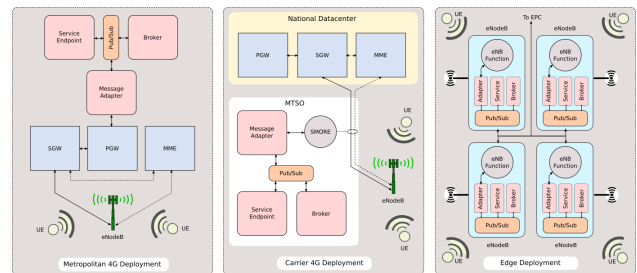 Service
Endpoint
Pub/Sub
Broker
Message
Adapter
SGW
PGW
MME
UE
eNodeB
UE
Metropolitan 4G Deployment
National Datacenter
PGW
SGW
MME
MTSO
Message
Adapter
SMORE
UE
Pub/Sub
eNodeB
Service
Endpoint
Broker
UE
Carrier 4G Deployment
To EPC
UE
eNodeB
eNodeB
UE
eNB
Function
Adapter
Service
Broker
Pub/Sub
eNB
Function
Adapter
Service
Broker
Pub/Sub
eNB
Function
Adapter
Service
Broker
Pub/Sub
eNB
Function
Adapter
Service
Broker
Pub/Sub
UE
eNodeB
eNodeB
UE
Edge Deployment